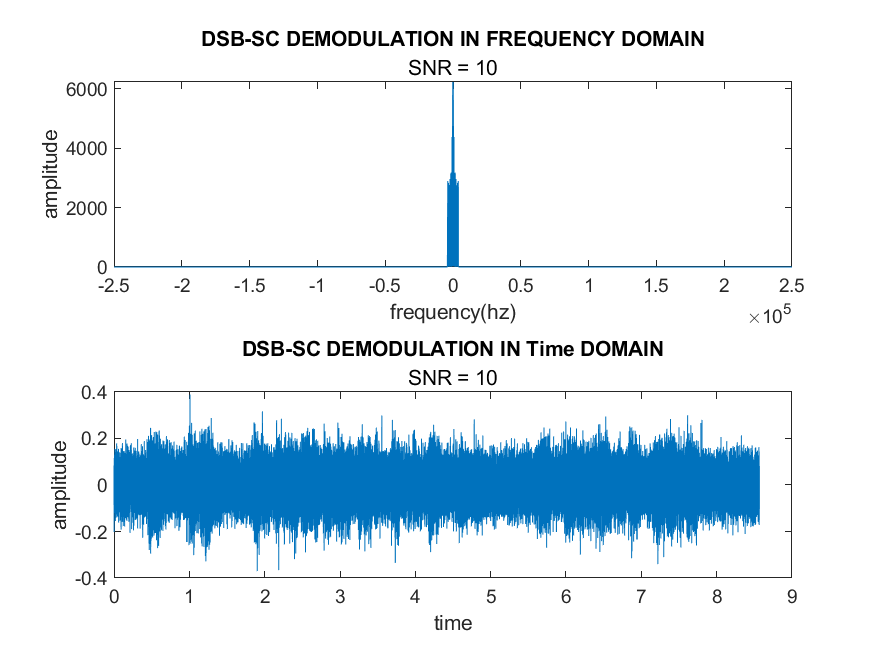 DSB-SC DEMODULATION IN FREQUENCY DOMAIN
SNR = 10
6000
4000
2000
0
amplitude
-2.5 -2 -1.5 -1 -0.5 0 0.5 1 1.5 2 2.5
frequency(hz)
×10^5
DSB-SC DEMODULATION IN Time DOMAIN
SNR = 10
0.4
0.2
0
-0.2
-0.4
amplitude
0 1 2 3 4 5 6 7 8 9
time